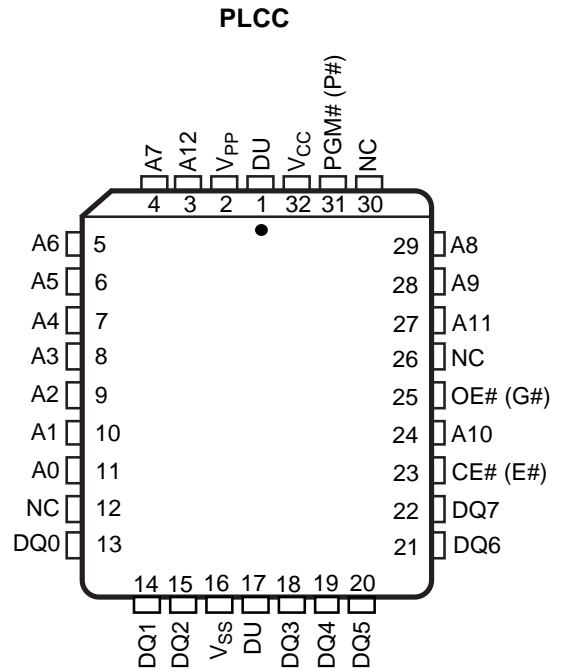 PLCC
A7 A12 VPP DU VCC PGM# (P#) NC
4 3 2 1 32 31 30
A6 5 29 A8
A5 6 28 A9
A4 7 27 A11
A3 8 26 NC
A2 9 25 OE# (G#)
A1 10 24 A10
A0 11 23 CE# (E#)
NC 12 22 DQ7
DQ0 13 21 DQ6
14 15 16 17 18 19 20
DQ1 DQ2 VSS DU DQ3 DQ4 DQ5